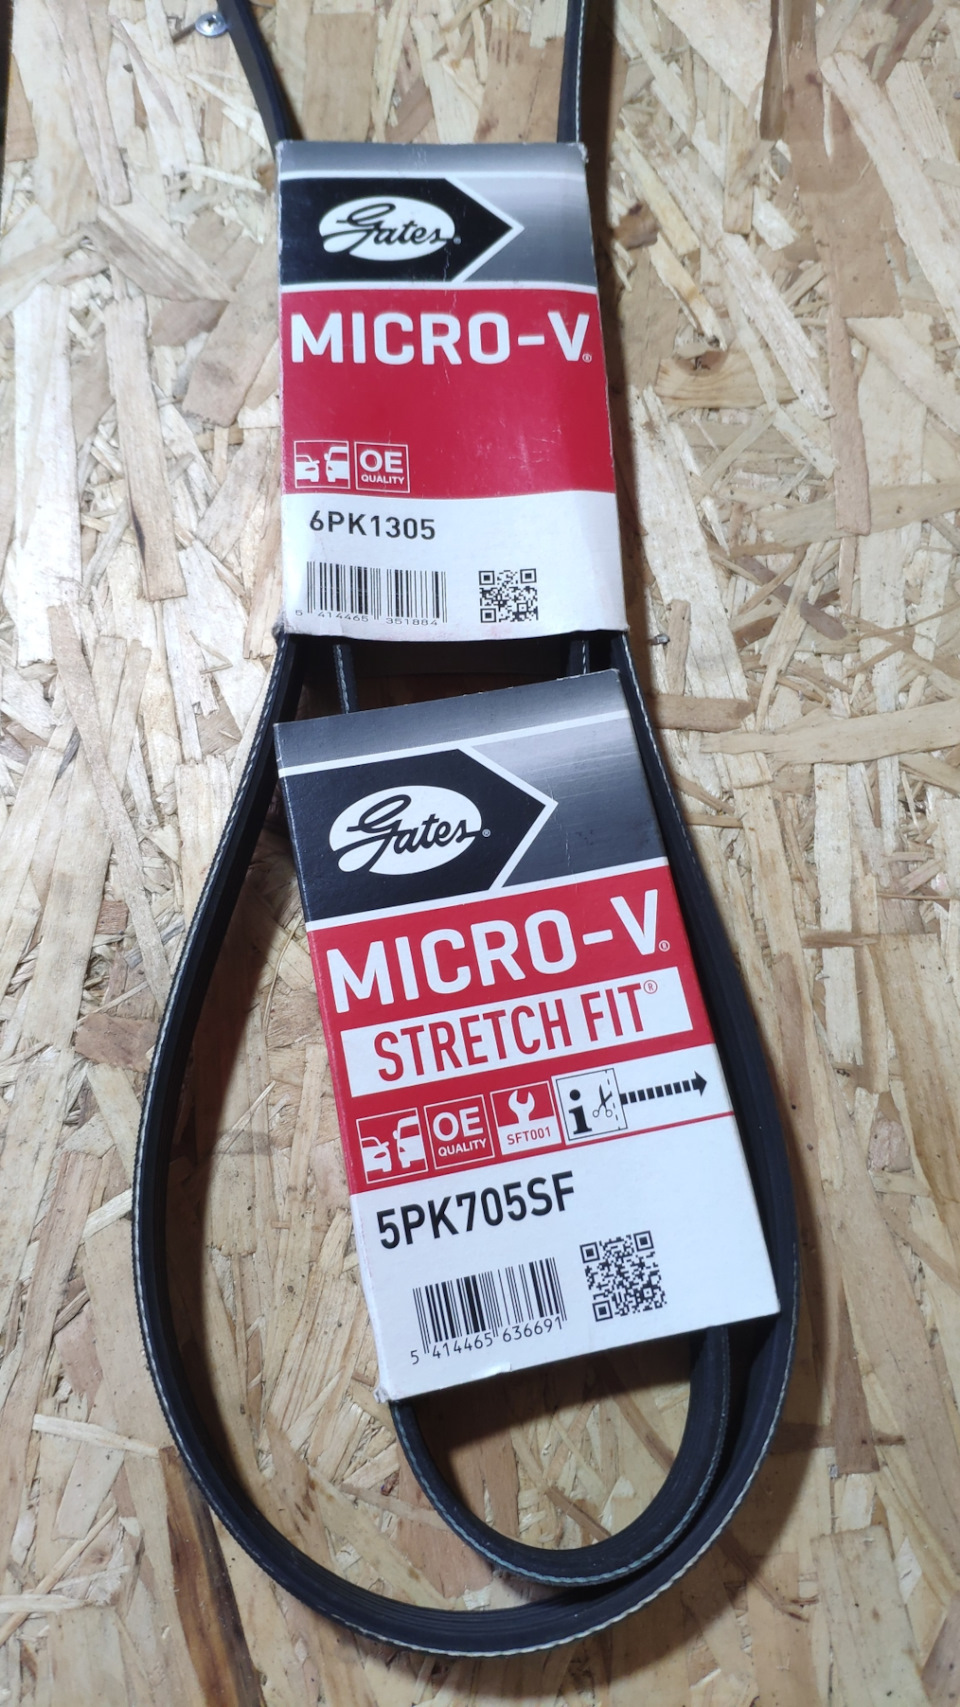 Gates®
MICRO-V®
OE
QUALITY
6PK1305
5 414465 351884
Gates®
MICRO-V®
STRETCH FIT®
OE
QUALITY
SFT001
i
5PK705SF
5 414465 636691